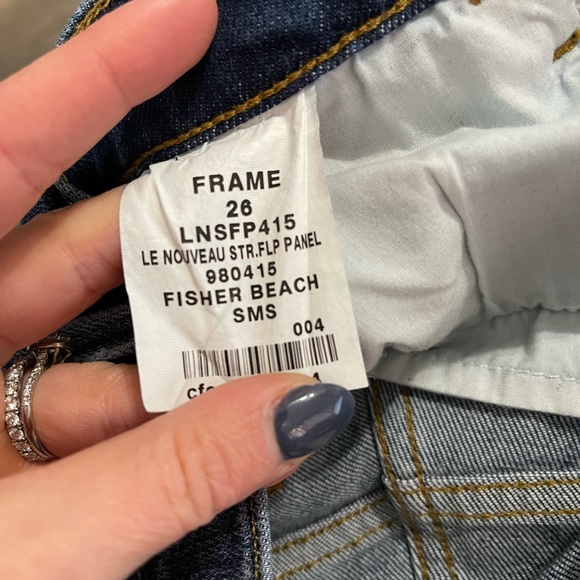 FRAME
26
LNSFP415
LE NOUVEAU STR.FLP PANEL
980415
FISHER BEACH
SMS
004